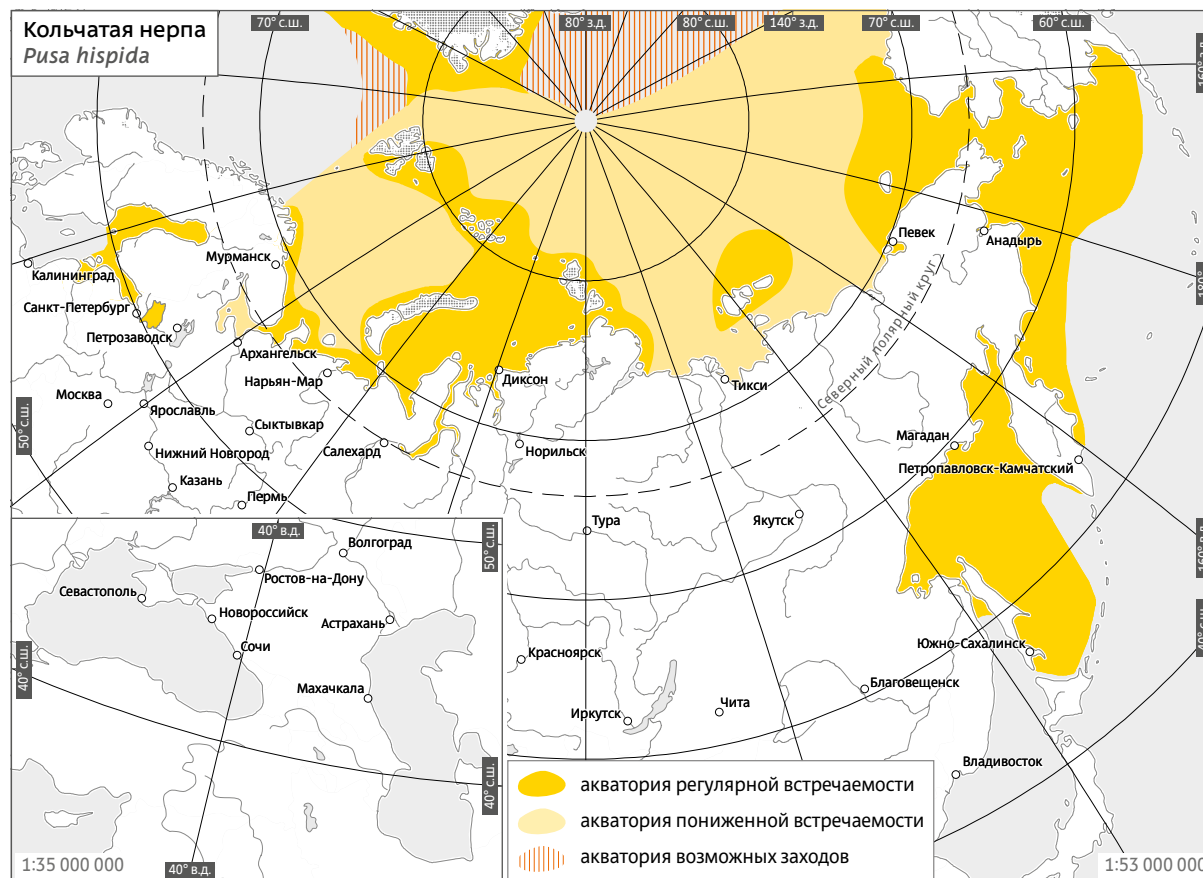 Кольчатая нерпа
Pusa hispida
70° с.ш.
80° з.д.
80° с.ш.
140° з.д.
70° с.ш.
60° с.ш.
160° з.д.
Певек
Анадырь
Мурманск
Калининград
180°
Санкт-Петербург
Петрозаводск
Архангельск
Северный полярный круг
Нарьян-Мар
Диксон
Тикси
Москва
Ярославль
50° с.ш.
Сыктывкар
Магадан
Нижний Новгород
Салехард
Норильск
Петропавловск-Камчатский
Казань
Пермь
Тура
Якутск
40° в.д.
50° с.ш.
160° в.д.
Волгоград
Ростов-на-Дону
Севастополь
Новороссийск
Астрахань
Сочи
40° с.ш.
Южно-Сахалинск
40° с.ш.
Красноярск
Махачкала
Благовещенск
Иркутск
Чита
Владивосток
40° с.ш.
акватория регулярной встречаемости
акватория пониженной встречаемости
акватория возможных заходов
1:35 000 000
40° в.д.
1:53 000 000